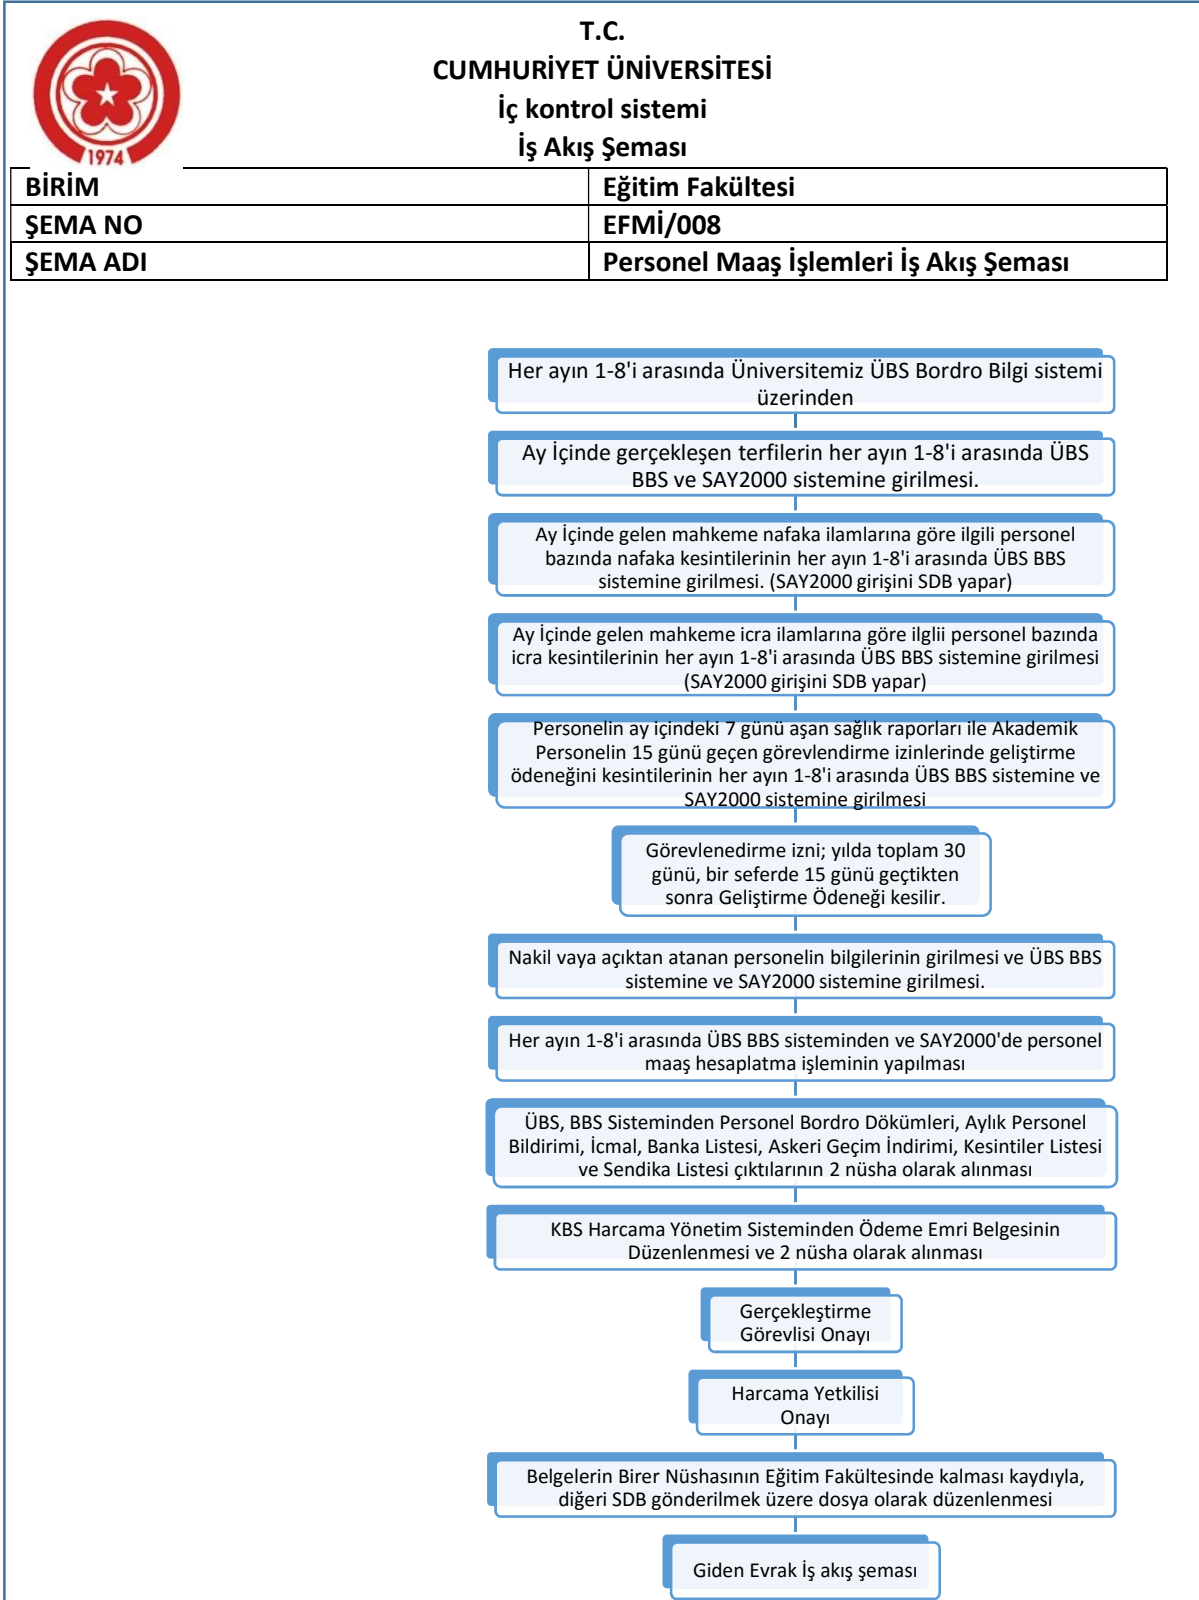 T.C.
CUMHURİYET ÜNİVERSİTESİ
İç kontrol sistemi
İş Akış Şeması
1974
BİRİM Eğitim Fakültesi
ŞEMA NO EFMİ/008
ŞEMA ADI Personel Maaş İşlemleri İş Akış Şeması
Her ayın 1-8'i arasında Üniversitemiz ÜBS Bordro Bilgi sistemi
üzerinden
Ay İçinde gerçekleşen terfilerin her ayın 1-8'i arasında ÜBS
BBS ve SAY2000 sistemine girilmesi.
Ay İçinde gelen mahkeme nafaka ilamlarına göre ilgili personel
bazında nafaka kesintilerinin her ayın 1-8'i arasında ÜBS BBS
sistemine girilmesi. (SAY2000 girişini SDB yapar)
Ay İçinde gelen mahkeme icra ilamlarına göre ilglii personel bazında
icra kesintilerinin her ayın 1-8'i arasında ÜBS BBS sistemine girilmesi
(SAY2000 girişini SDB yapar)
Personelin ay içindeki 7 günü aşan sağlık raporları ile Akademik
Personelin 15 günü geçen görevlendirme izinlerinde geliştirme
ödeneğini kesintilerinin her ayın 1-8'i arasında ÜBS BBS sistemine ve
SAY2000 sistemine girilmesi
Görevlenedirme izni; yılda toplam 30
günü, bir seferde 15 günü geçtikten
sonra Geliştirme Ödeneği kesilir.
Nakil vaya açıktan atanan personelin bilgilerinin girilmesi ve ÜBS BBS
sistemine ve SAY2000 sistemine girilmesi.
Her ayın 1-8'i arasında ÜBS BBS sisteminden ve SAY2000'de personel
maaş hesaplatma işleminin yapılması
ÜBS, BBS Sisteminden Personel Bordro Dökümleri, Aylık Personel
Bildirimi, İcmal, Banka Listesi, Askeri Geçim İndirimi, Kesintiler Listesi
ve Sendika Listesi çıktılarının 2 nüsha olarak alınması
KBS Harcama Yönetim Sisteminden Ödeme Emri Belgesinin
Düzenlenmesi ve 2 nüsha olarak alınması
Gerçekleştirme
Görevlisi Onayı
Harcama Yetkilisi
Onayı
Belgelerin Birer Nüshasının Eğitim Fakültesinde kalması kaydıyla,
diğeri SDB gönderilmek üzere dosya olarak düzenlenmesi
Giden Evrak İş akış şeması